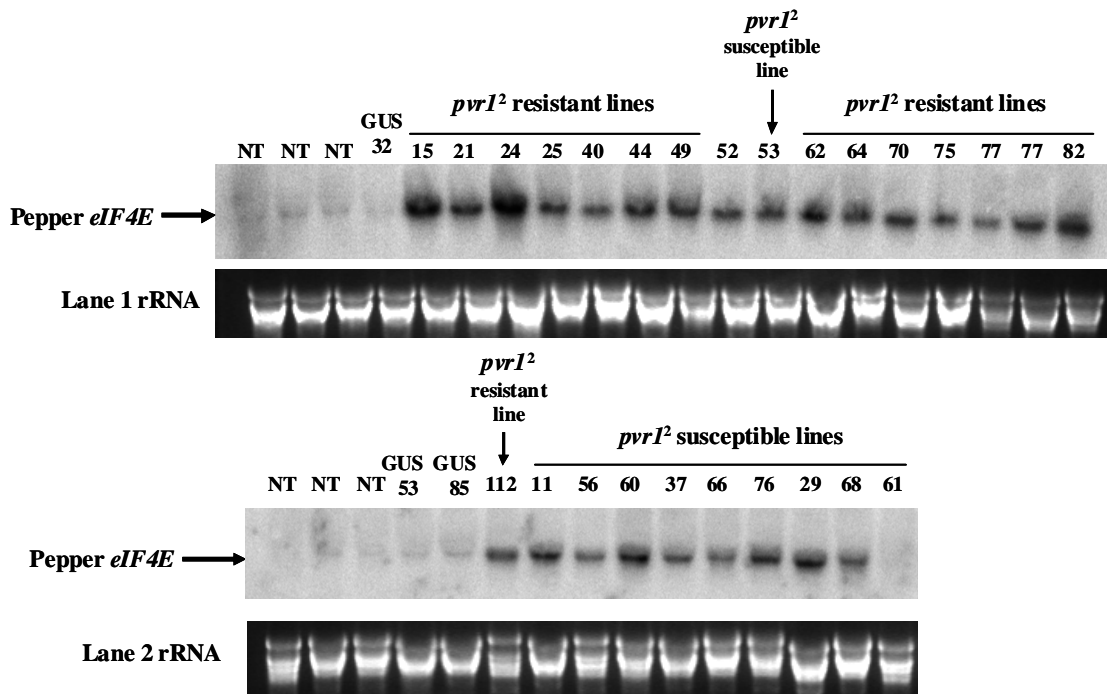 pvr1²
susceptible
line
pvr1² resistant lines
pvr1² resistant lines
GUS
NT NT NT 32 15 21 24 25 40 44 49 52 53 62 64 70 75 77 77 82
Pepper eIF4E
Lane 1 rRNA
pvr1²
resistant
line
pvr1² susceptible lines
GUS GUS
NT NT NT 53 85 112 11 56 60 37 66 76 29 68 61
Pepper eIF4E
Lane 2 rRNA